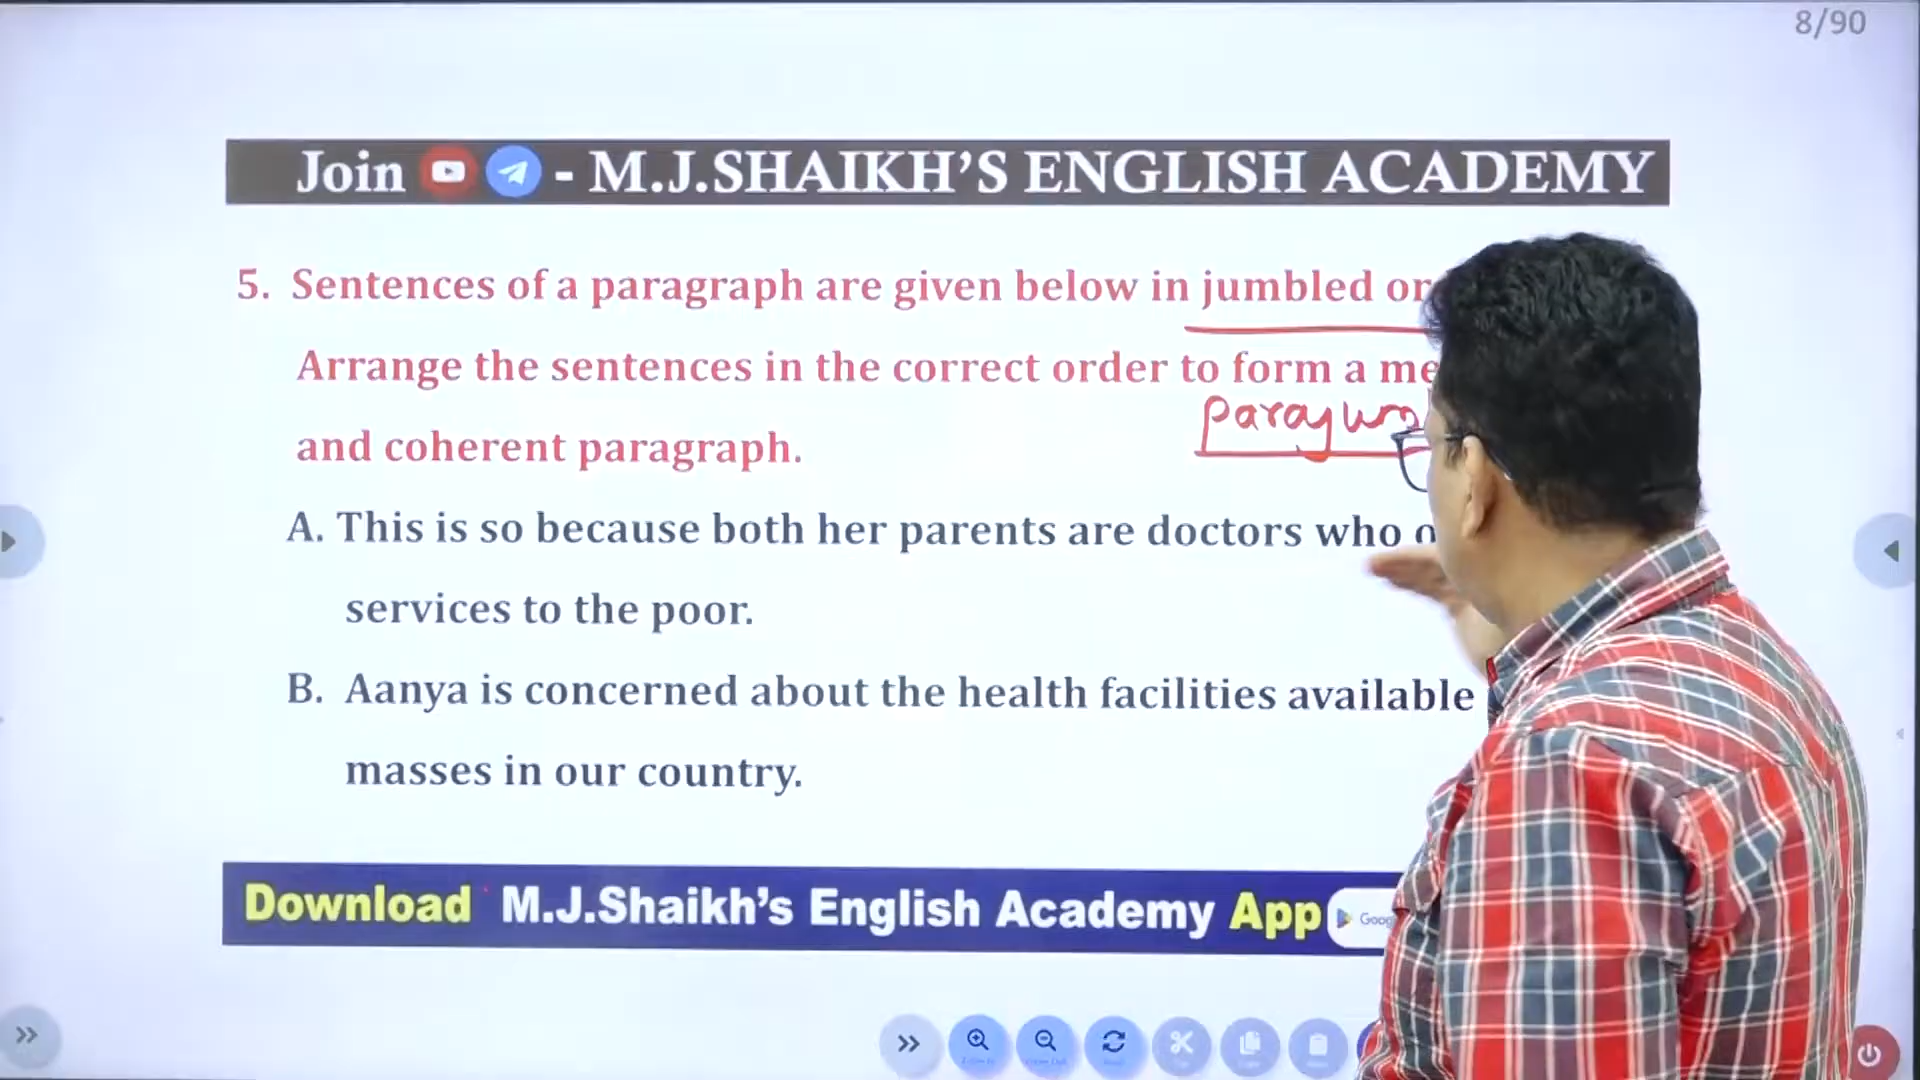 8/90
Join - M.J.SHAIKH’S ENGLISH ACADEMY
5. Sentences of a paragraph are given below in jumbled
Arrange the sentences in the correct order to form a
and coherent paragraph.
A. This is so because both her parents are doctors who
services to the poor.
B. Aanya is concerned about the health facilities available
masses in our country.
Download M.J.Shaikh’s English Academy App